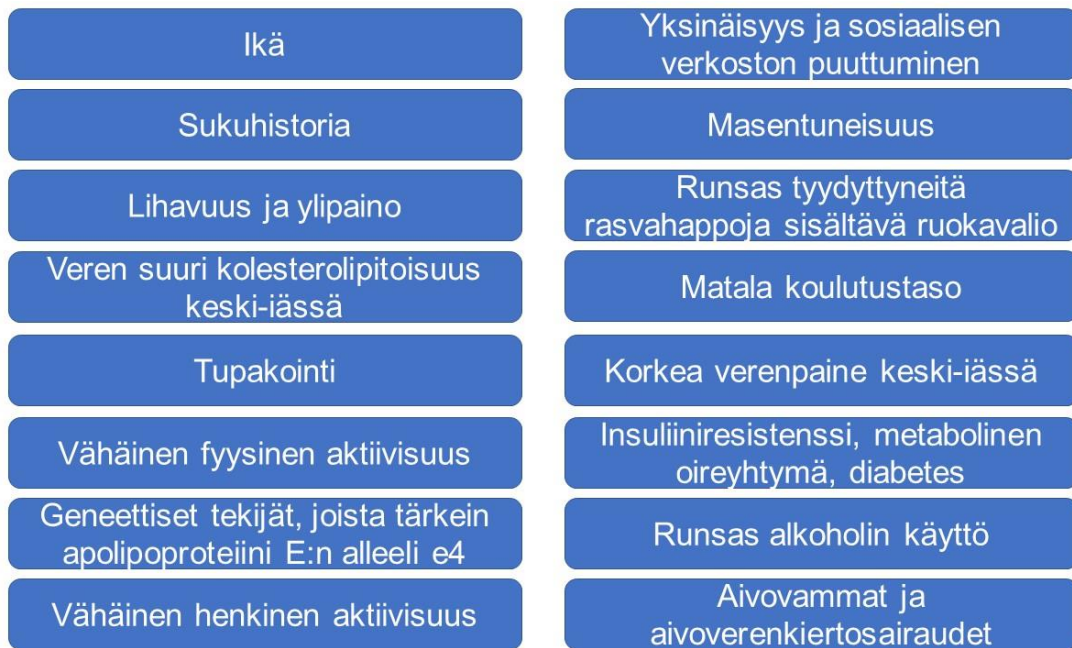 Ikä
Sukuhistoria
Lihavuus ja ylipaino
Veren suuri kolesterolipitoisuus
keski-iässä
Tupakointi
Vähäinen fyysinen aktiivisuus
Geneettiset tekijät, joista tärkein
apolipoproteiini E:n alleeli e4
Vähäinen henkinen aktiivisuus
Yksinäisyys ja sosiaalisen
verkoston puuttuminen
Masentuneisuus
Runsas tyydyttyneitä
rasvahappoja sisältävä ruokavalio
Matala koulutustaso
Korkea verenpaine keski-iässä
Insuliiniresistenssi, metabolinen
oireyhtymä, diabetes
Runsas alkoholin käyttö
Aivovammat ja
aivoverenkiertosairaudet